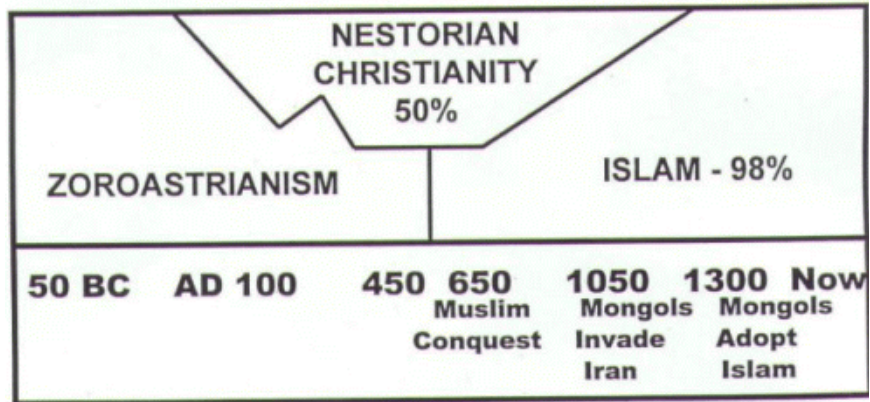 NESTORIAN
CHRISTIANITY
50%
ZOROASTRIANISM
ISLAM - 98%
50 BC AD 100 450 650 1050 1300 Now
Muslim Mongols Mongols
Conquest Invade Adopt
Iran Islam